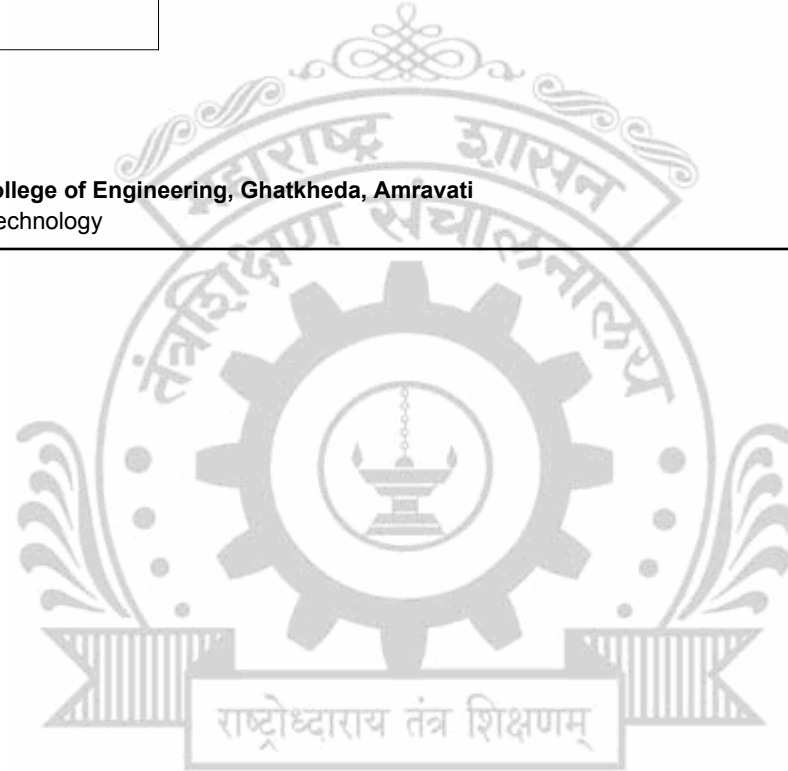 महाराष्ट्र शासन
ollege of Engineering, Ghatkheda, Amravati
echnology
तंत्रशिक्षण संचालनालय
राष्ट्रोध्दाराय तंत्र शिक्षणम्